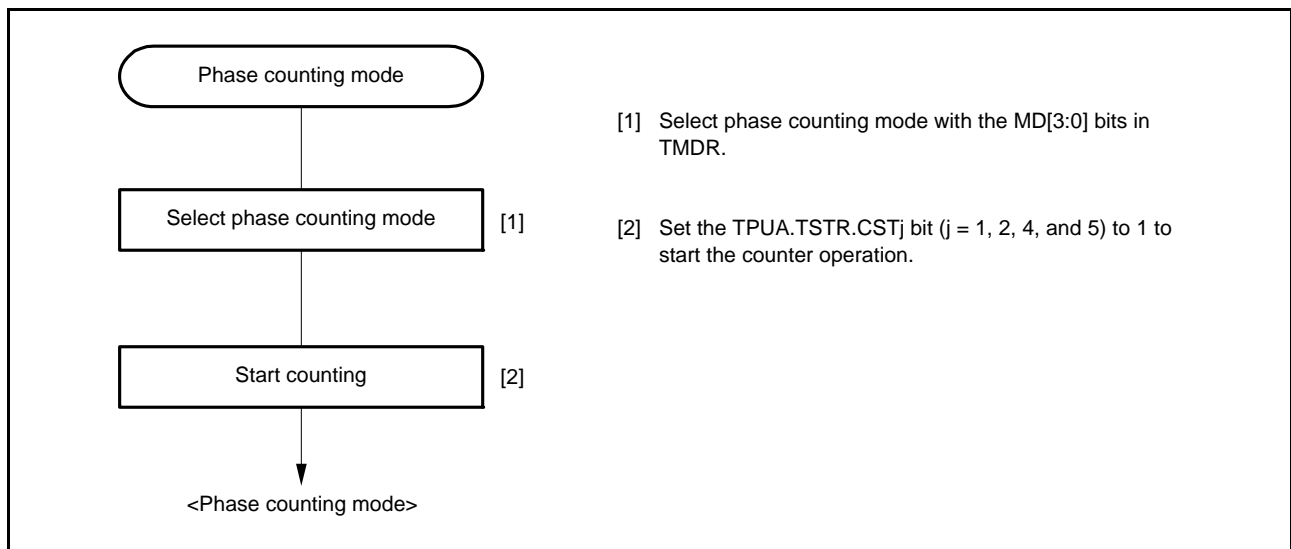 Phase counting mode
[1] Select phase counting mode with the MD[3:0] bits in
TMDR.
Select phase counting mode [1]
[2] Set the TPUA.TSTR.CSTj bit (j = 1, 2, 4, and 5) to 1 to
start the counter operation.
Start counting [2]
<Phase counting mode>